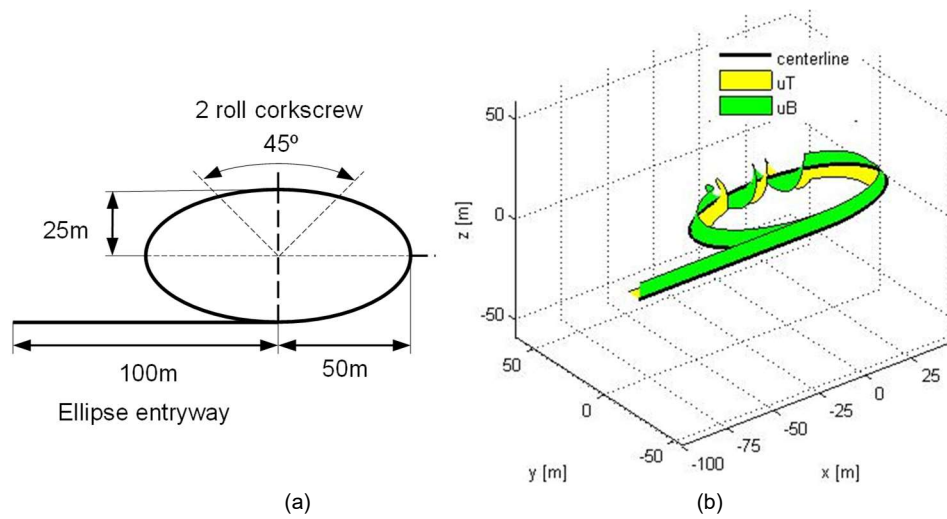 2 roll corkscrew
45º
25m
100m
50m
Ellipse entryway
(a)
centerline
uT
uB
50
0
-50
z [m]
50
0
-50
y [m]
-100
-75
-50
-25
0
25
x [m]
(b)